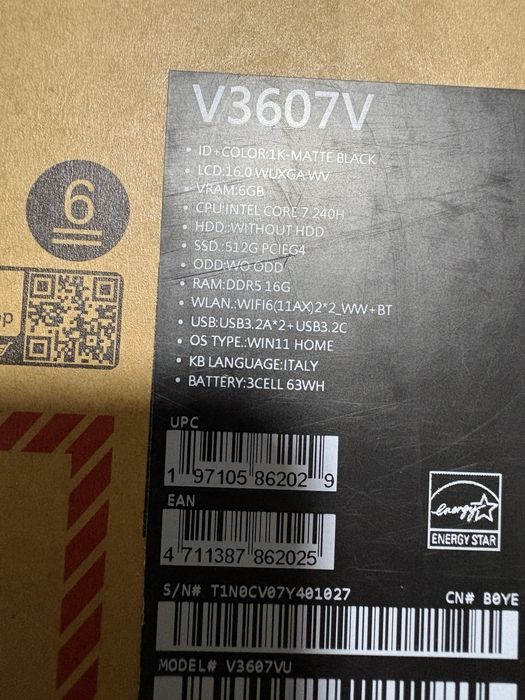 V3607V
• ID+COLOR:1K-MATTE BLACK
• LCD:16.0 WUXGA WV
• VRAM:6GB
• CPU:INTEL CORE 7 240H
• HDD:WITHOUT HDD
• SSD:512G PCIEG4
• ODD:WO ODD
• RAM:DDR5 16G
• WLAN.:WIFI6(11AX)2*2_WW+BT
• USB:USB3.2A*2+USB3.2C
• OS TYPE.:WIN11 HOME
• KB LANGUAGE:ITALY
• BATTERY:3CELL 63WH
6
UPC
1 97105 86202 9
EAN
4 711387 862025
energy
ENERGY STAR
S/N# T1N0CV07Y401027 CN# B0YE
MODEL# V3607VU